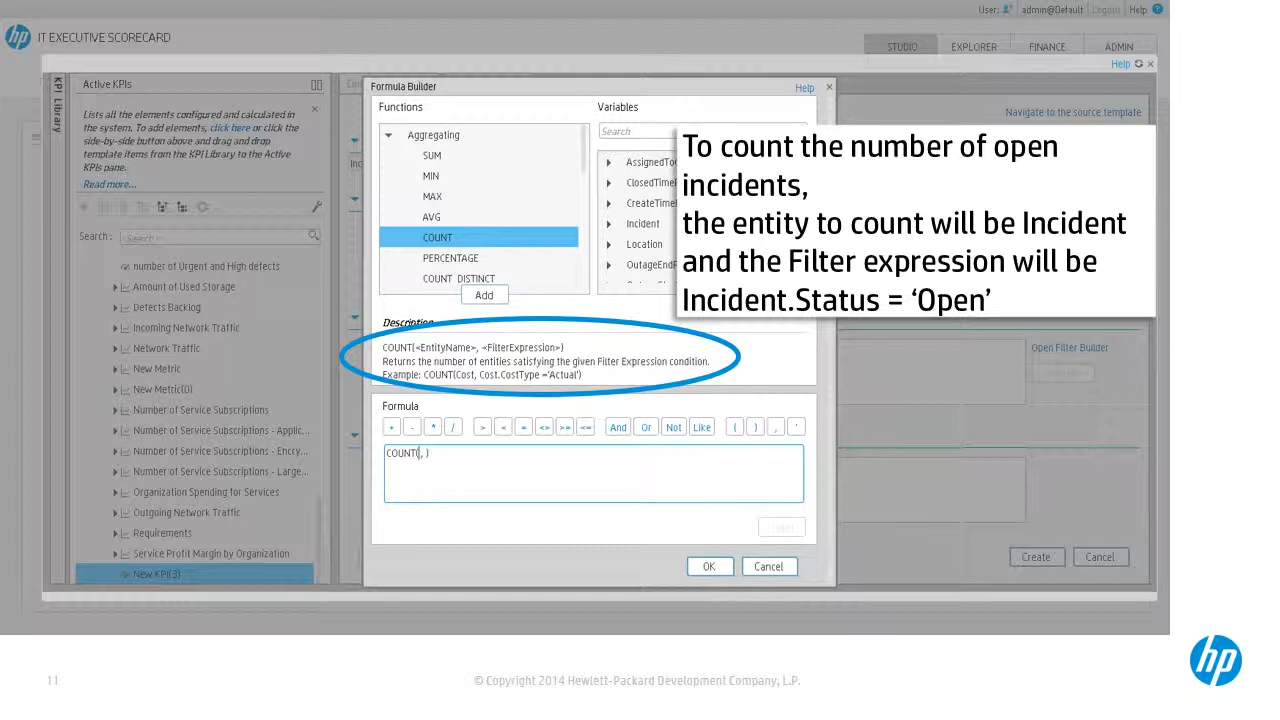 User:
admin@Default
Logout
Help
hp
IT EXECUTIVE SCORECARD
STUDIO
EXPLORER
FINANCE
ADMIN
Help
KPI Library
Active KPIs
Lists all the elements configured and calculated in
the system. To add elements, click here or click the
side-by-side button above and drag and drop
template items from the KPI Library to the Active
KPIs pane.
Read more...
Search :
Search
number of Urgent and High defects
Amount of Used Storage
Defects Backlog
Incoming Network Traffic
Network Traffic
New Metric
New Metric(0)
Number of Service Subscriptions
Number of Service Subscriptions - Applic...
Number of Service Subscriptions - Encry...
Number of Service Subscriptions - Large...
Organization Spending for Services
Outgoing Network Traffic
Requirements
Service Profit Margin by Organization
New KPI(3)
Formula Builder
Help
Functions
Aggregating
SUM
MIN
MAX
AVG
COUNT
PERCENTAGE
COUNT_DISTINCT
Add
Variables
Search
Incident
Location
Navigate to the source template
To count the number of open
incidents,
the entity to count will be Incident
and the Filter expression will be
Incident.Status = ‘Open’
Description
COUNT(<EntityName>, <FilterExpression>)
Returns the number of entities satisfying the given Filter Expression condition.
Example: COUNT(Cost, Cost.CostType ='Actual')
Open Filter Builder
Formula
+ - * / > < = <> >= <= And Or Not Like ( ) , '
COUNT(, )
OK
Cancel
Create
Cancel
11
© Copyright 2014 Hewlett-Packard Development Company, L.P.
hp